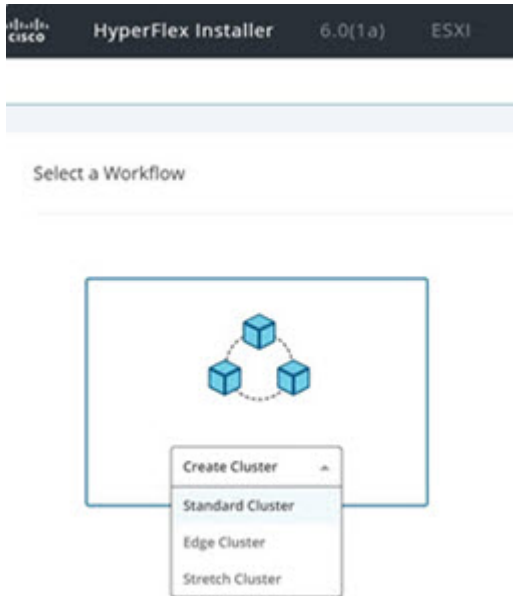 cisco HyperFlex Installer 6.0(1a) ESXI
Select a Workflow
Create Cluster
Standard Cluster
Edge Cluster
Stretch Cluster